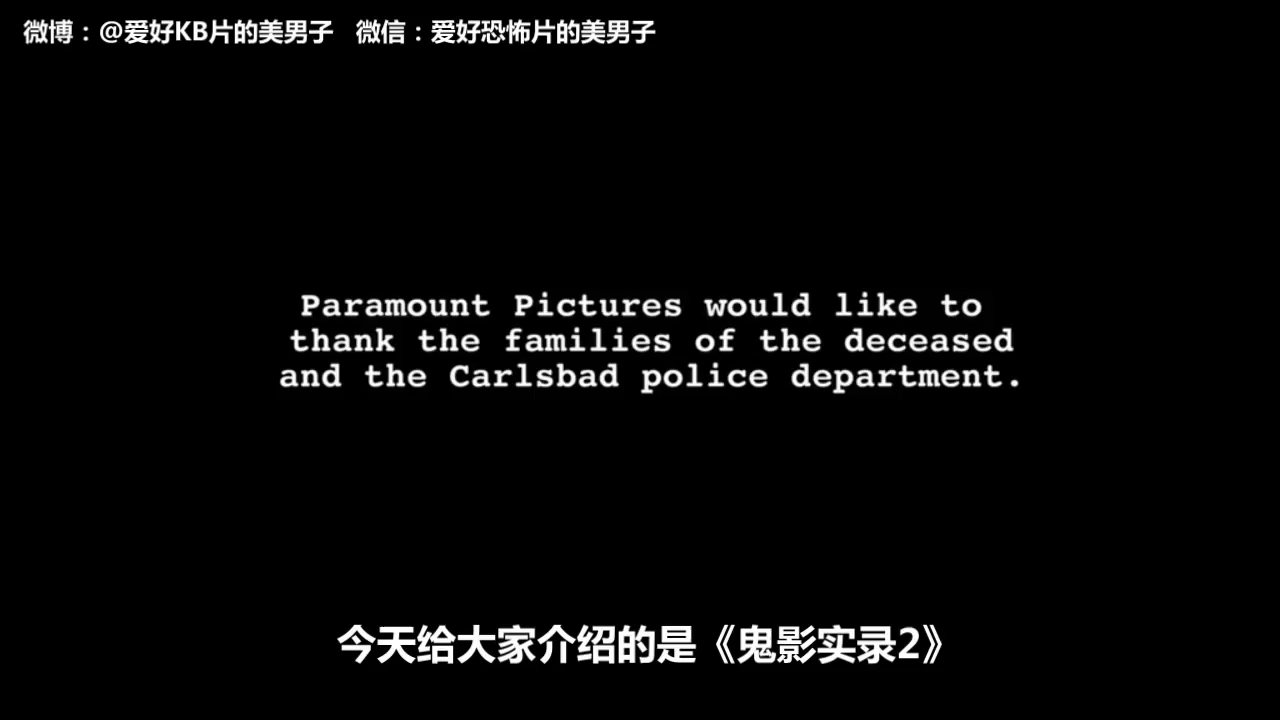 微博：@爱好KB片的美男子 微信：爱好恐怖片的美男子
Paramount Pictures would like to
thank the families of the deceased
and the Carlsbad police department.
今天给大家介绍的是《鬼影实录2》